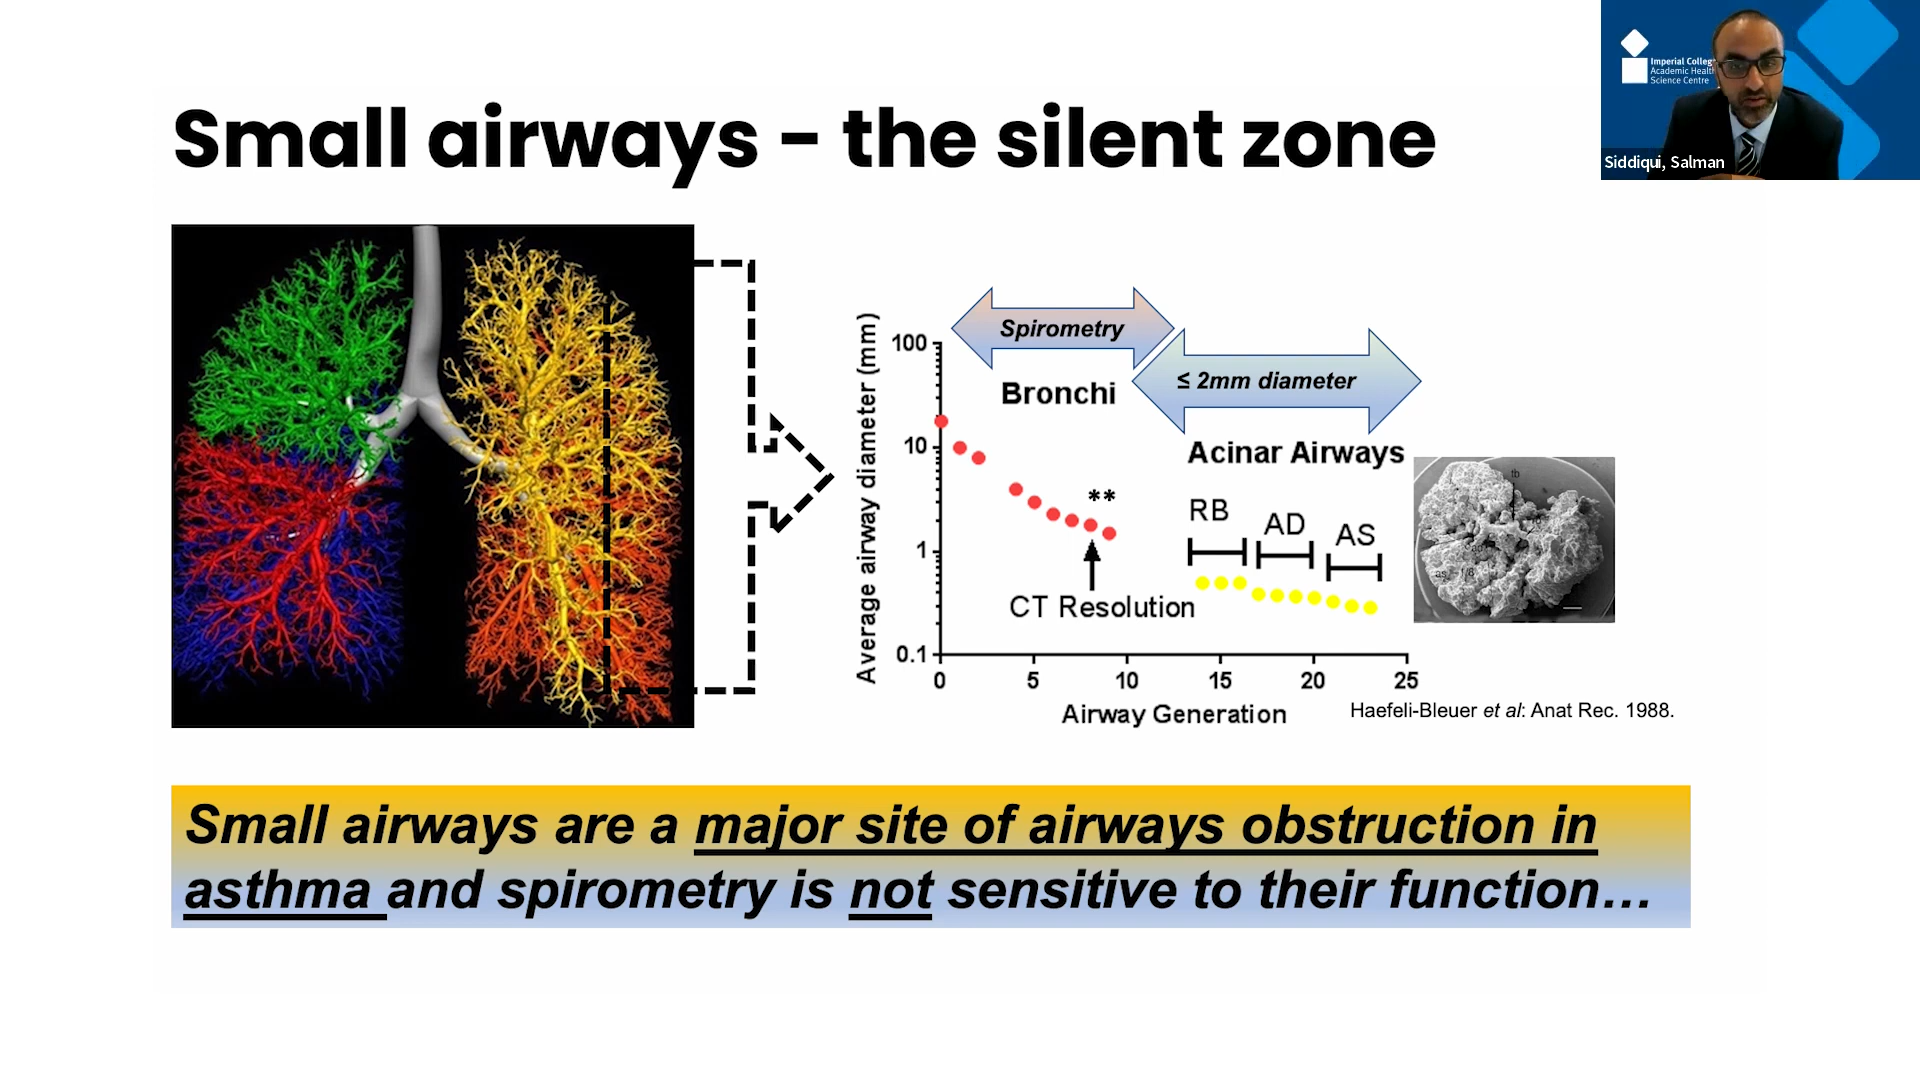 Imperial College
Academic Health
Science Centre
Siddiqui, Salman
Small airways - the silent zone
Spirometry
≤ 2mm diameter
Bronchi
Acinar Airways
Average airway diameter (mm)
100
10
1
0.1
**
RB
AD
AS
CT Resolution
tb
as
0
5
10
15
20
25
Airway Generation
Haefeli-Bleuer et al: Anat Rec. 1988.
Small airways are a major site of airways obstruction in
asthma and spirometry is not sensitive to their function...